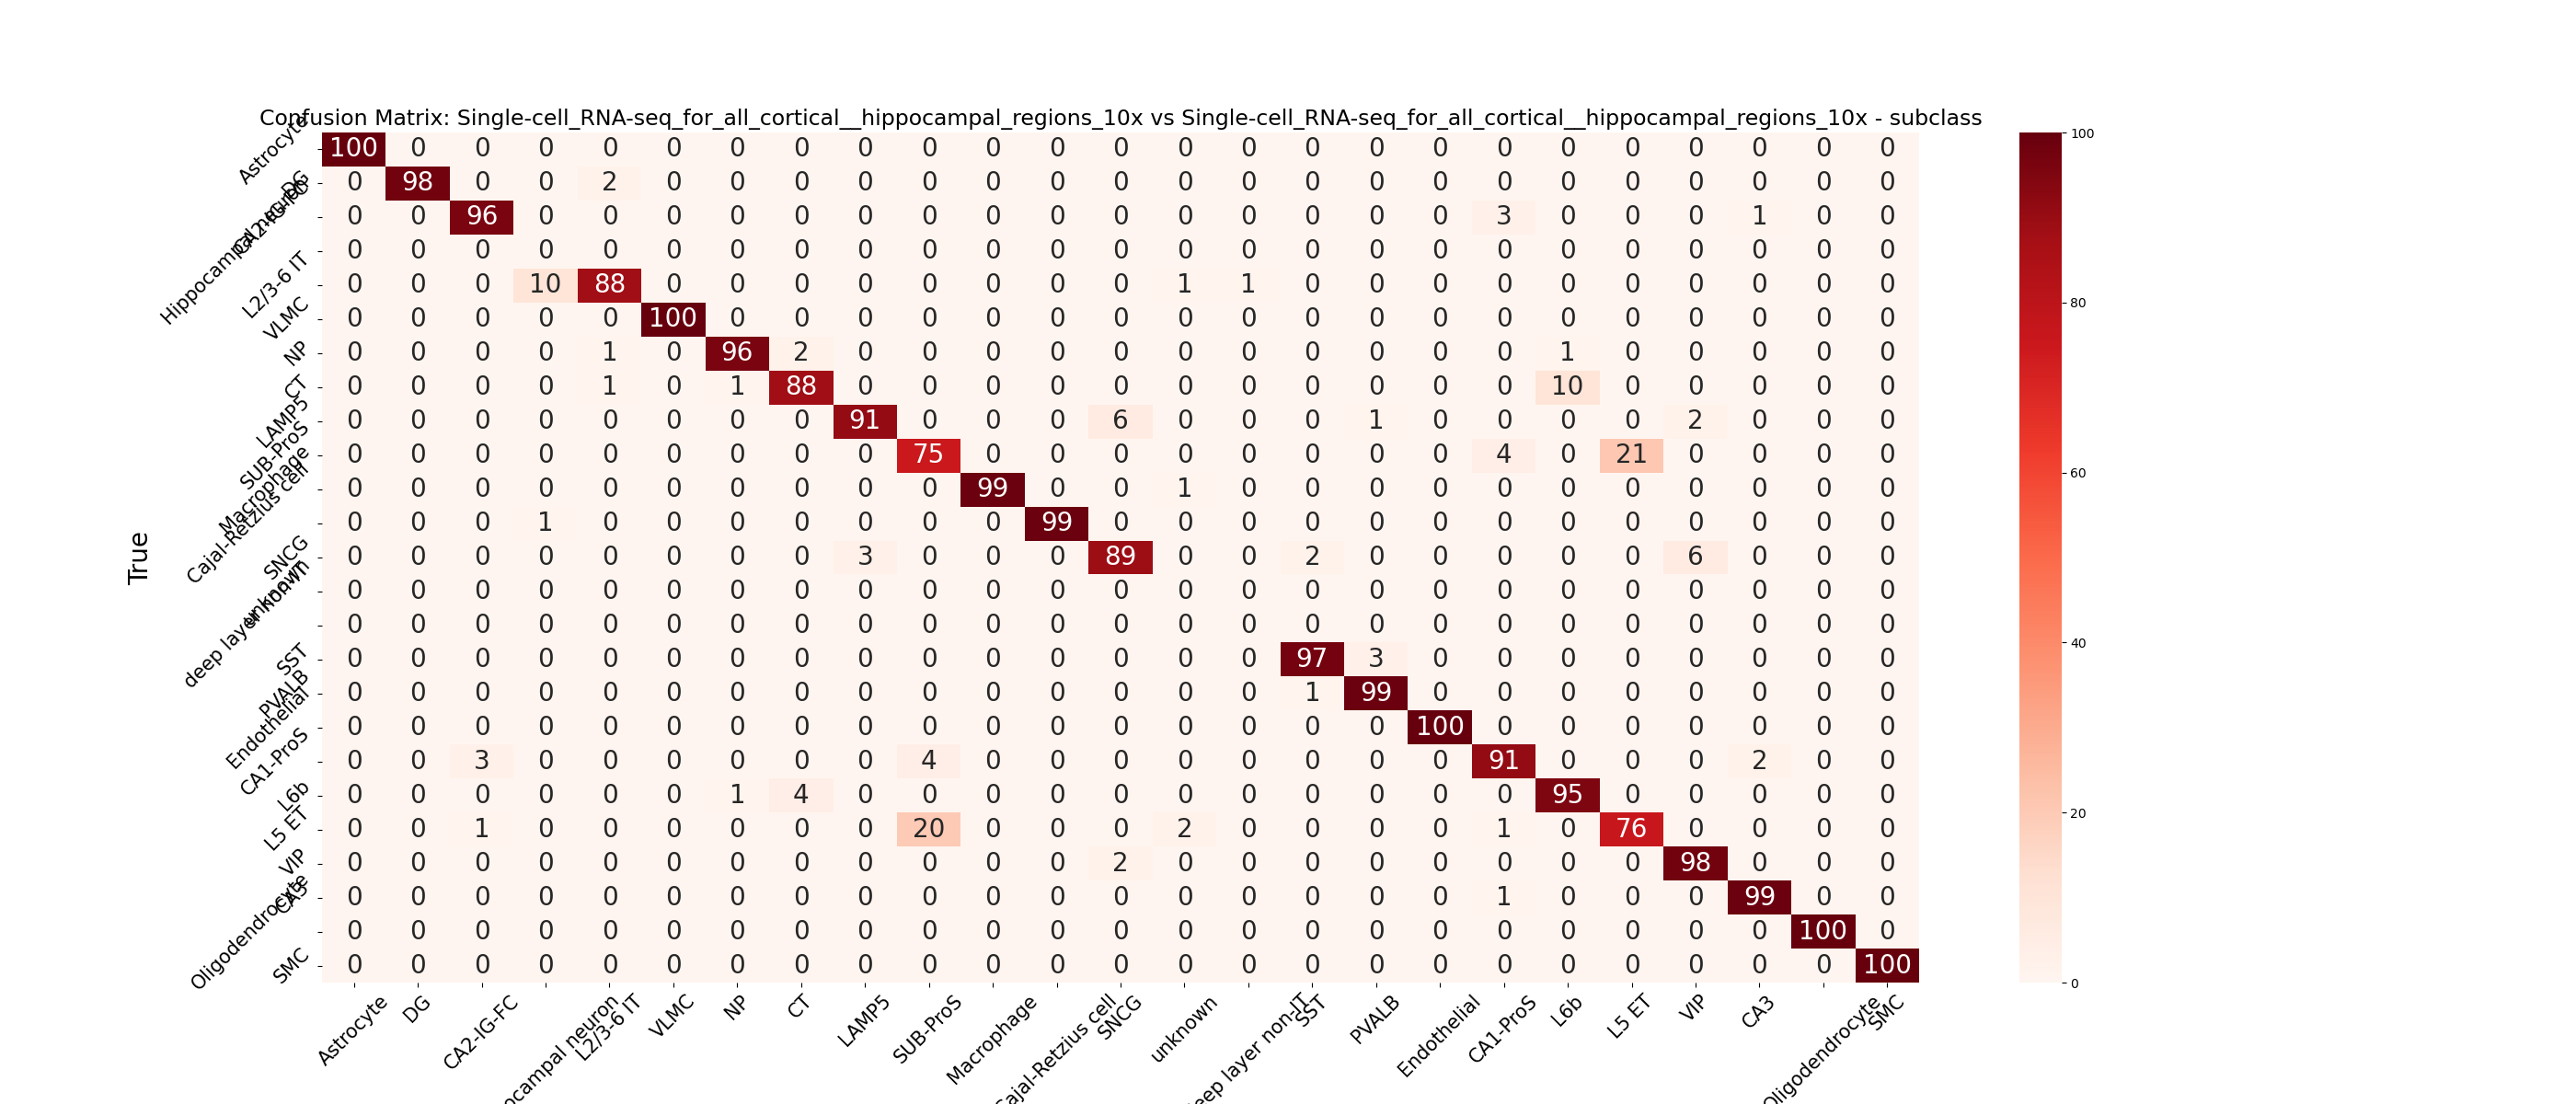 Confusion Matrix: Single-cell_RNA-seq_for_all_cortical__hippocampal_regions_10x vs Single-cell_RNA-seq_for_all_cortical__hippocampal_regions_10x - subclass
True
Astrocyte 100 0 0 0 0 0 0 0 0 0 0 0 0 0 0 0 0 0 0 0 0 0 0 0 0
DG 0 98 0 0 2 0 0 0 0 0 0 0 0 0 0 0 0 0 0 0 0 0 0 0 0
CA2-IG-FC 0 0 96 0 0 0 0 0 0 0 0 0 0 0 0 0 0 0 3 0 0 0 1 0 0
Hippocampal neuron 0 0 0 0 0 0 0 0 0 0 0 0 0 0 0 0 0 0 0 0 0 0 0 0 0
L2/3-6 IT 0 0 0 10 88 0 0 0 0 0 0 0 0 1 1 0 0 0 0 0 0 0 0 0 0
VLMC 0 0 0 0 0 100 0 0 0 0 0 0 0 0 0 0 0 0 0 0 0 0 0 0 0
NP 0 0 0 0 1 0 96 2 0 0 0 0 0 0 0 0 0 0 0 1 0 0 0 0 0
CT 0 0 0 0 1 0 1 88 0 0 0 0 0 0 0 0 0 0 0 10 0 0 0 0 0
LAMP5 0 0 0 0 0 0 0 0 91 0 0 0 6 0 0 0 1 0 0 0 0 2 0 0 0
SUB-ProS 0 0 0 0 0 0 0 0 0 75 0 0 0 0 0 0 0 0 4 0 21 0 0 0 0
Macrophage 0 0 0 0 0 0 0 0 0 0 99 0 0 1 0 0 0 0 0 0 0 0 0 0 0
Cajal-Retzius cell 0 0 0 1 0 0 0 0 0 0 0 99 0 0 0 0 0 0 0 0 0 0 0 0 0
SNCG 0 0 0 0 0 0 0 0 3 0 0 0 89 0 0 2 0 0 0 0 0 6 0 0 0
unknown 0 0 0 0 0 0 0 0 0 0 0 0 0 0 0 0 0 0 0 0 0 0 0 0 0
deep layer non-IT 0 0 0 0 0 0 0 0 0 0 0 0 0 0 0 0 0 0 0 0 0 0 0 0 0
SST 0 0 0 0 0 0 0 0 0 0 0 0 0 0 0 97 3 0 0 0 0 0 0 0 0
PVALB 0 0 0 0 0 0 0 0 0 0 0 0 0 0 0 1 99 0 0 0 0 0 0 0 0
Endothelial 0 0 0 0 0 0 0 0 0 0 0 0 0 0 0 0 0 100 0 0 0 0 0 0 0
CA1-ProS 0 0 3 0 0 0 0 0 0 4 0 0 0 0 0 0 0 0 91 0 0 0 2 0 0
L6b 0 0 0 0 0 0 1 4 0 0 0 0 0 0 0 0 0 0 0 95 0 0 0 0 0
L5 ET 0 0 1 0 0 0 0 0 0 20 0 0 0 2 0 0 0 0 1 0 76 0 0 0 0
VIP 0 0 0 0 0 0 0 0 0 0 0 0 2 0 0 0 0 0 0 0 0 98 0 0 0
CA3 0 0 0 0 0 0 0 0 0 0 0 0 0 0 0 0 0 0 1 0 0 0 99 0 0
Oligodendrocyte 0 0 0 0 0 0 0 0 0 0 0 0 0 0 0 0 0 0 0 0 0 0 0 100 0
SMC 0 0 0 0 0 0 0 0 0 0 0 0 0 0 0 0 0 0 0 0 0 0 0 0 100
Astrocyte
DG
CA2-IG-FC
ocampal neuron
L2/3-6 IT
VLMC
NP
CT
LAMP5
SUB-ProS
Macrophage
Cajal-Retzius cell
SNCG
unknown
deep layer non-IT
SST
PVALB
Endothelial
CA1-ProS
L6b
L5 ET
VIP
CA3
Oligodendrocyte
SMC
100
80
60
40
20
0